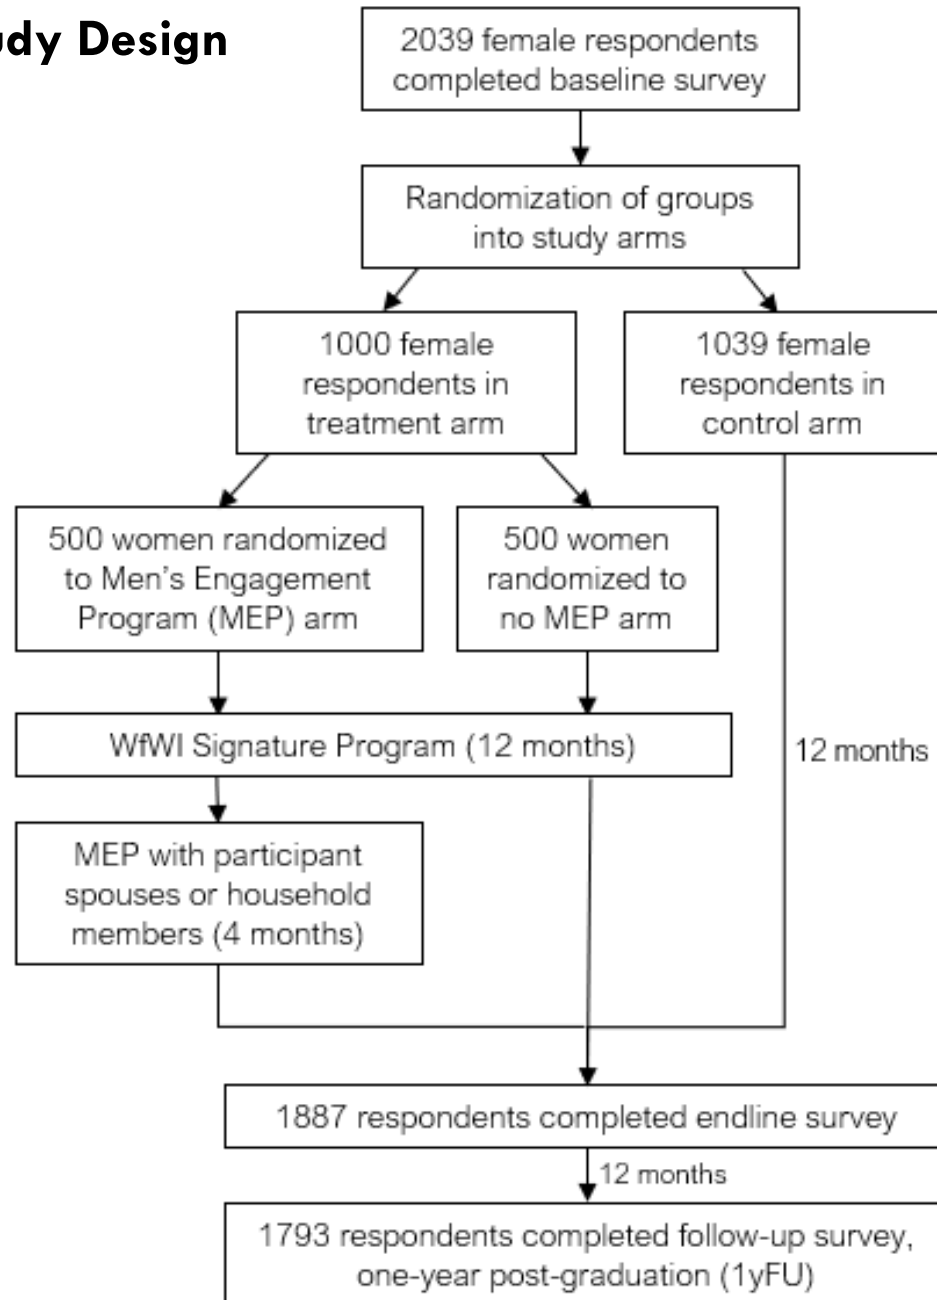 udy Design
2039 female respondents
completed baseline survey
Randomization of groups
into study arms
1000 female
respondents in
treatment arm
1039 female
respondents in
control arm
500 women randomized
to Men's Engagement
Program (MEP) arm
500 women
randomized to
no MEP arm
WfWI Signature Program (12 months)
12 months
MEP with participant
spouses or household
members (4 months)
1887 respondents completed endline survey
12 months
1793 respondents completed follow-up survey,
one-year post-graduation (1yFU)